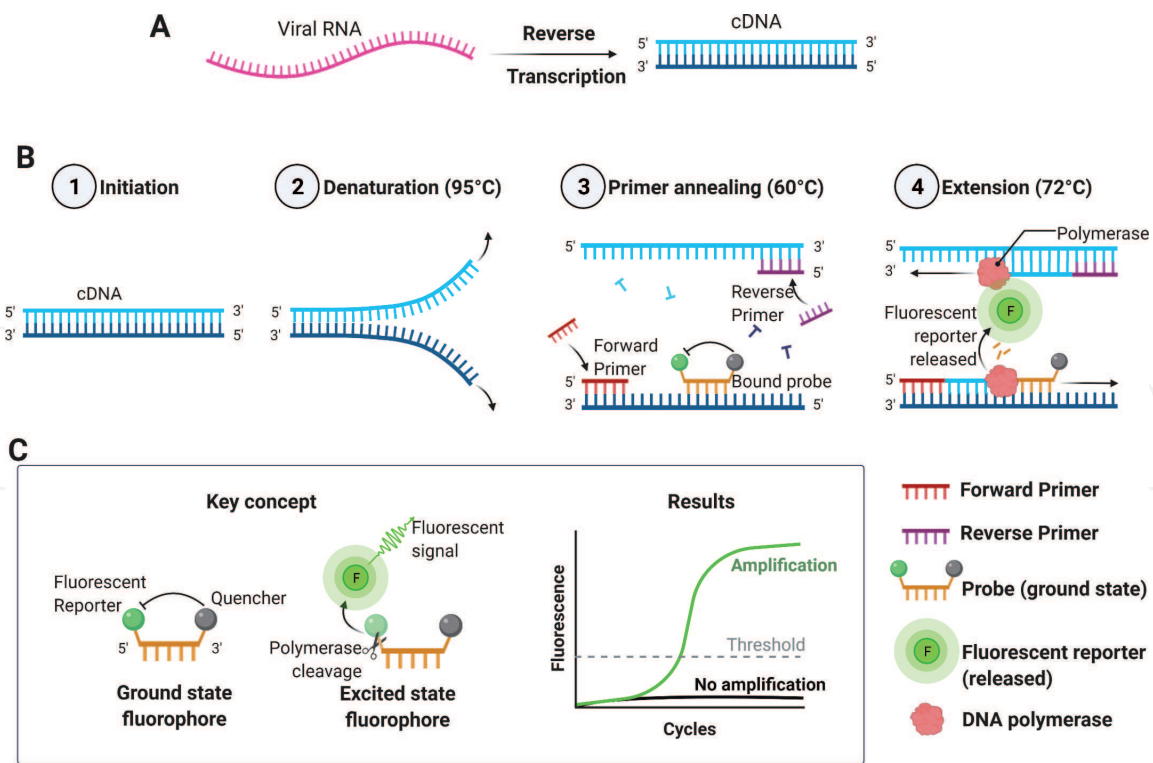 A
Viral RNA
Reverse
Transcription
cDNA
5' 3'
3' 5'
B
1 Initiation
cDNA
5' 3'
3' 5'
2 Denaturation (95°C)
5'
3'
3 Primer annealing (60°C)
5' 3'
5'
Reverse
Primer
Forward
Primer
Bound probe
5'
3' 5'
4 Extension (72°C)
Polymerase
5'
3' 5'
F
Fluorescent
reporter
released
5'
3'
C
Key concept
Fluorescent
Reporter
Quencher
5' 3'
Ground state
fluorophore
Fluorescent
signal
F
Polymerase
cleavage
Excited state
fluorophore
Results
Fluorescence
Amplification
Threshold
No amplification
Cycles
Forward Primer
Reverse Primer
Probe (ground state)
F
Fluorescent reporter
(released)
DNA polymerase